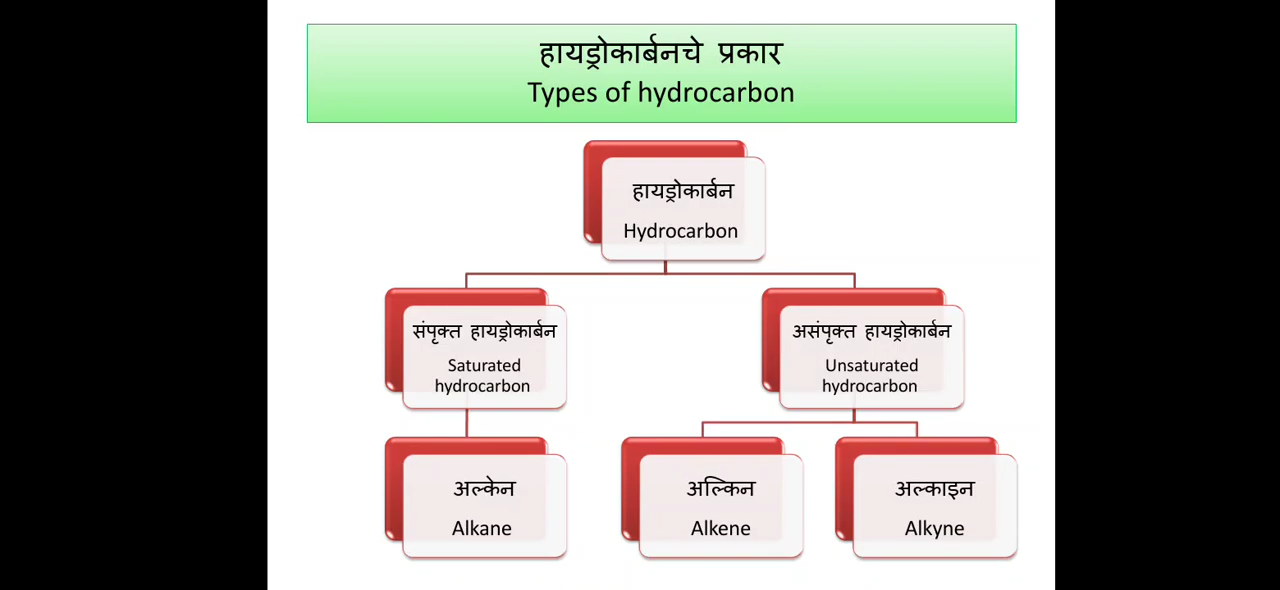 हायड्रोकार्बनचे प्रकार
Types of hydrocarbon
हायड्रोकार्बन
Hydrocarbon
संपृक्त हायड्रोकार्बन
Saturated
hydrocarbon
असंपृक्त हायड्रोकार्बन
Unsaturated
hydrocarbon
अल्केन
Alkane
अल्किन
Alkene
अल्काइन
Alkyne